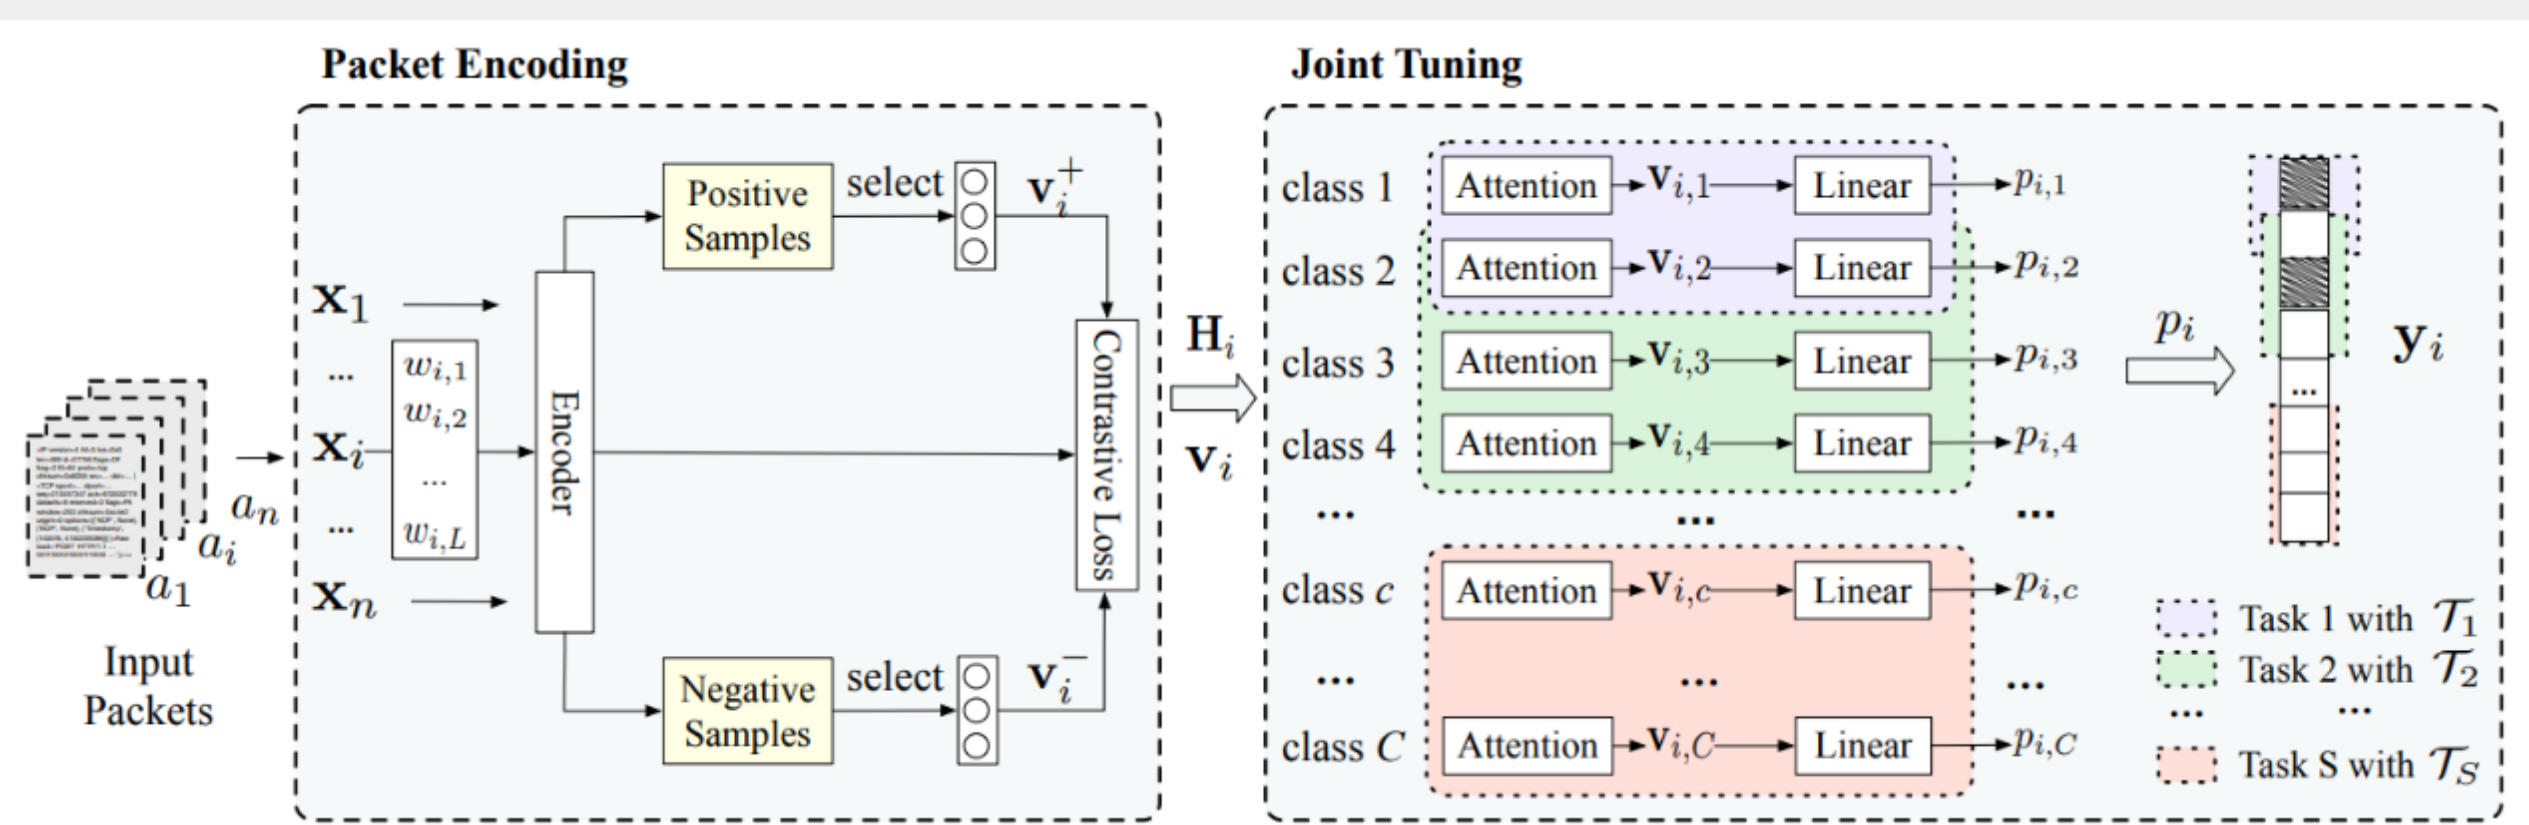 Packet Encoding
Joint Tuning
Input
Packets
a_1
a_i
a_n
x_1
...
x_i
...
x_n
w_{i,1}
w_{i,2}
...
w_{i,L}
Encoder
Positive
Samples
select
v_i^+
Negative
Samples
select
v_i^-
Contrastive Loss
H_i
v_i
class 1 Attention v_{i,1} Linear p_{i,1}
class 2 Attention v_{i,2} Linear p_{i,2}
class 3 Attention v_{i,3} Linear p_{i,3}
class 4 Attention v_{i,4} Linear p_{i,4}
... ... ...
class c Attention v_{i,c} Linear p_{i,c}
... ... ...
class C Attention v_{i,C} Linear p_{i,C}
p_i
...
y_i
Task 1 with T_1
Task 2 with T_2
... ...
Task S with T_S